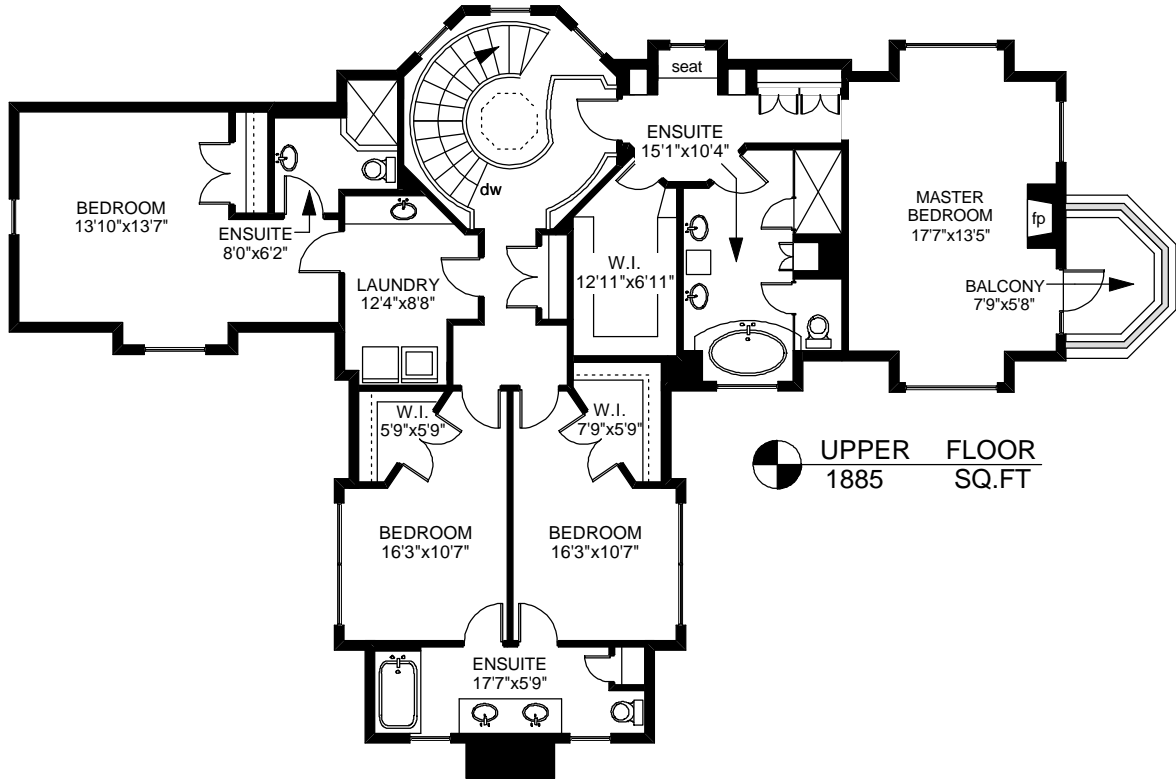 seat
ENSUITE
15'1"x10'4"
BEDROOM
13'10"x13'7"
ENSUITE
8'0"x6'2"
dw
MASTER
BEDROOM
17'7"x13'5"
fp
LAUNDRY
12'4"x8'8"
W.I.
12'11"x6'11"
BALCONY
7'9"x5'8"
W.I.
5'9"x5'9"
W.I.
7'9"x5'9"
UPPER FLOOR
1885 SQ.FT
BEDROOM
16'3"x10'7"
BEDROOM
16'3"x10'7"
ENSUITE
17'7"x5'9"